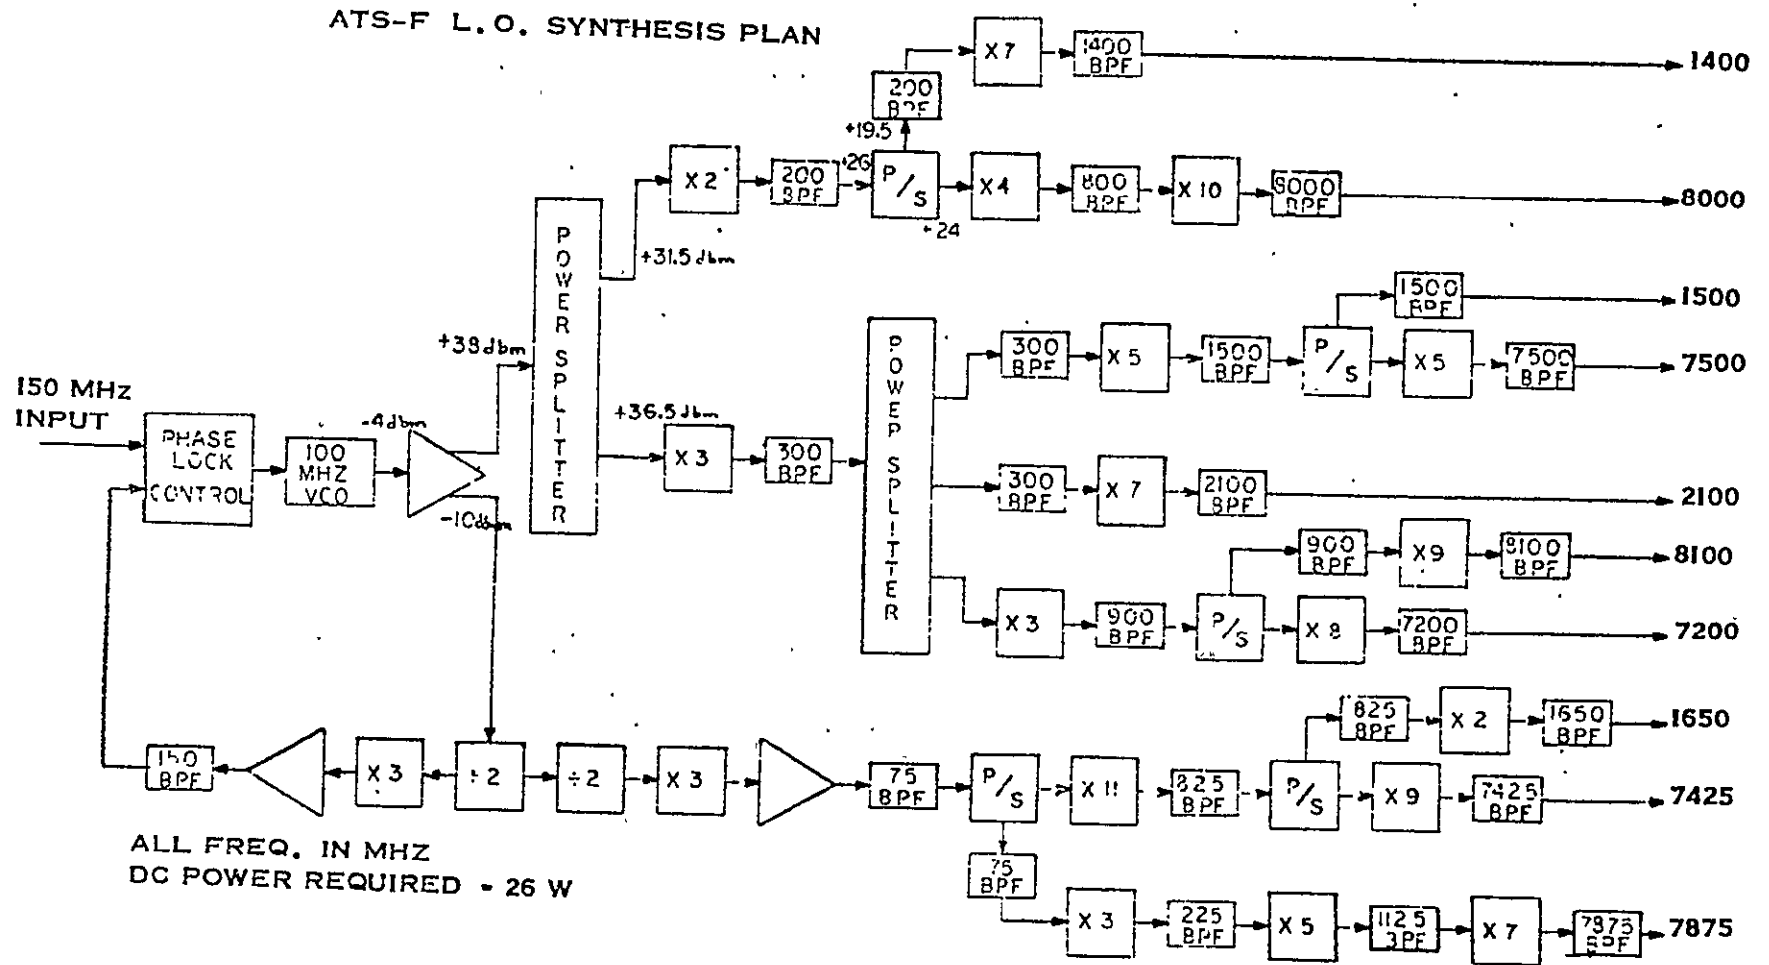 ATS-F L.O. SYNTHESIS PLAN
200 BPF
X 7
1400 BPF
1400
+19.5
X 2
200 BPF
+26
P/S
+24
X 4
800 BPF
X 10
8000 BPF
8000
+31.5 dbm
POWER SPLITTER
+38 dbm
+36.5 dbm
150 MHz
INPUT
PHASE
LOCK
CONTROL
100
MHZ
VCO
-4dbm
-10dbm
X 3
300 BPF
POWER SPLITTER
300 BPF
X 5
1500 BPF
P/S
1500 BPF
1500
X 5
7500 BPF
7500
300 BPF
X 7
2100 BPF
2100
X 3
900 BPF
P/S
900 BPF
X 9
8100 BPF
8100
X 8
7200 BPF
7200
150 BPF
X 3
÷2
÷2
X 3
75 BPF
P/S
X 11
825 BPF
P/S
825 BPF
X 2
1650 BPF
1650
X 9
7425 BPF
7425
75 BPF
X 3
225 BPF
X 5
1125 BPF
X 7
7875 BPF
7875
ALL FREQ. IN MHZ
DC POWER REQUIRED - 26 W